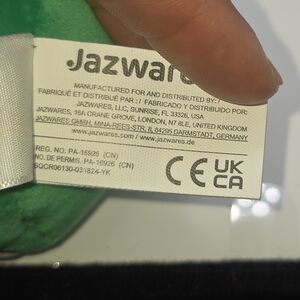 Jazwares
MANUFACTURED FOR AND DISTRIBUTED BY: /
FABRIQUÉ ET DISTRIBUÉ PAR : / FABRICADO Y DISTRIBUIDO POR:
JAZWARES, LLC, SUNRISE, FL 33326, USA
JAZWARES, 16A CRANE GROVE, LONDON, N7 8LE, UNITED KINGDOM
JAZWARES GMBH, MINA-REES-STR, 8, 64295 DARMSTADT, GERMANY
www.jazwares.com / www.jazwares.de
REG. NO. PA-16926 (CN)
NO. DE PERMIS. PA-16926 (CN)
CE UK
CA